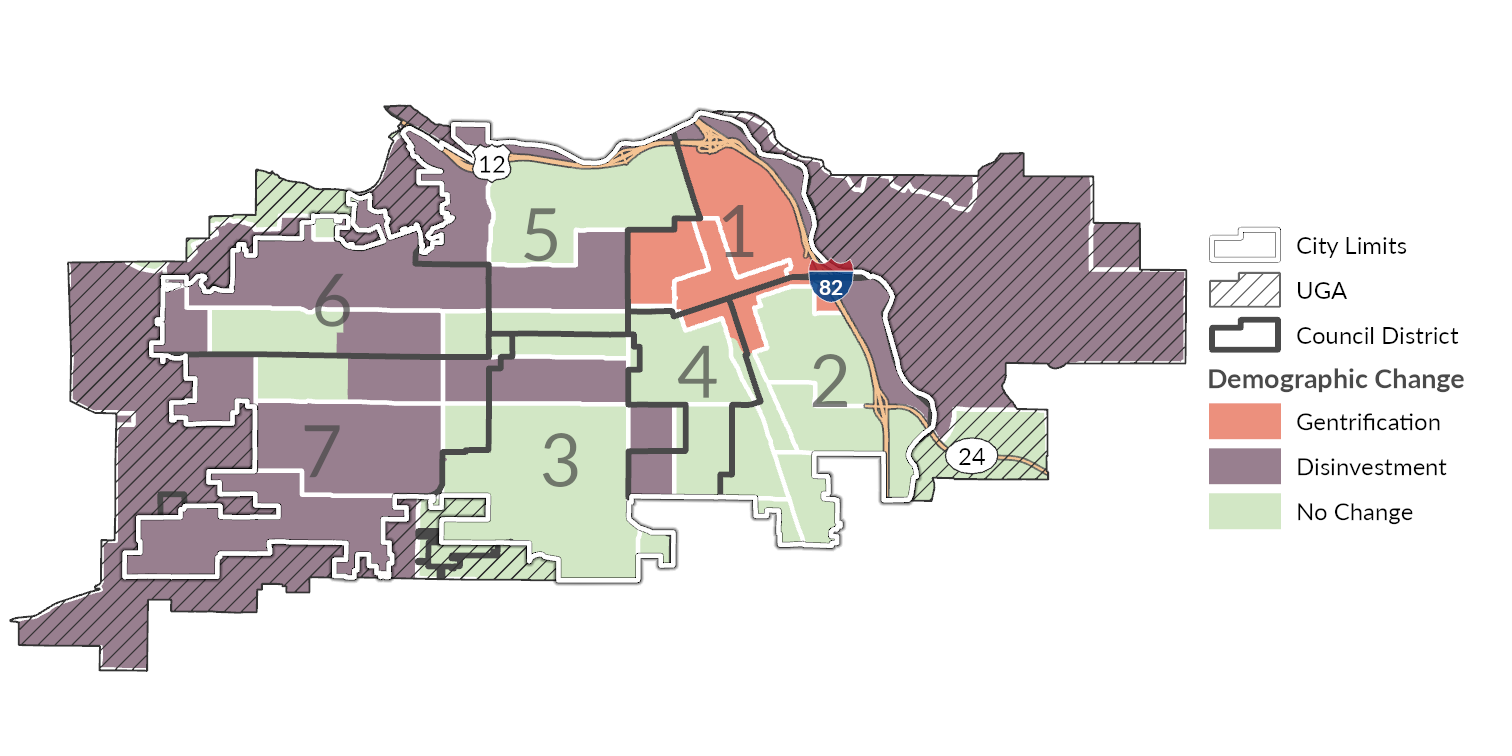 12
5
1
6
82
4
2
7
3
24
City Limits
UGA
Council District
Demographic Change
Gentrification
Disinvestment
No Change